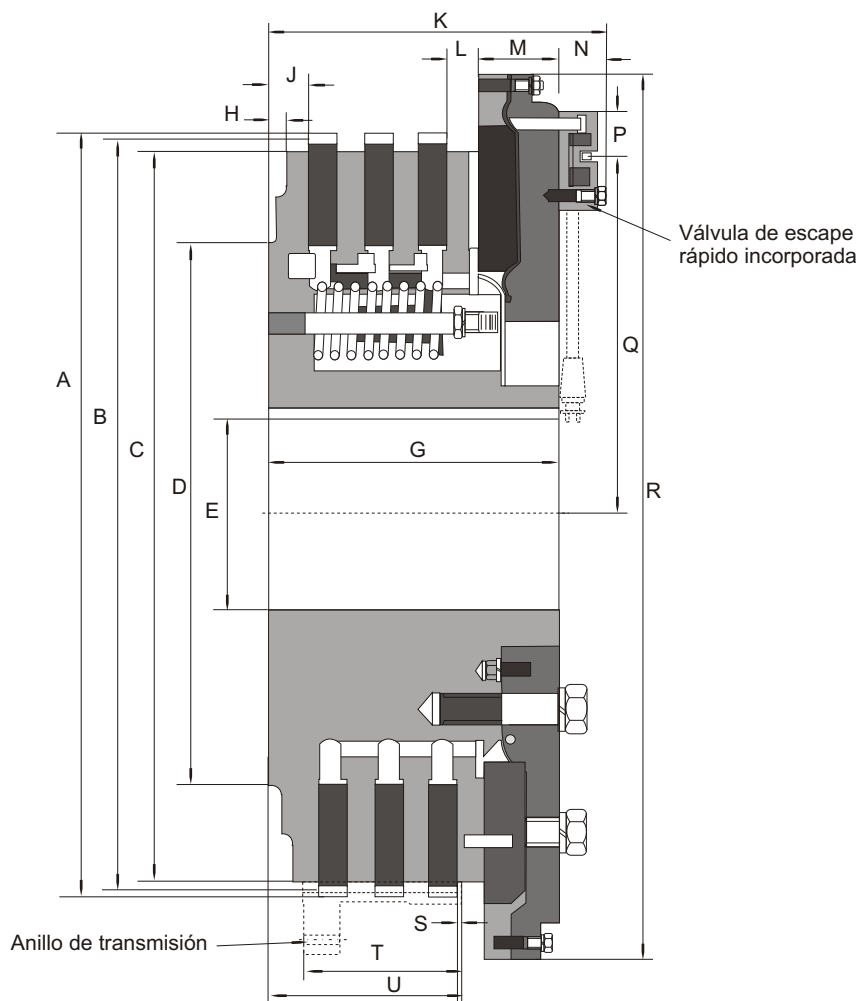 K
L
M
N
J
H
P
Válvula de escape
rápido incorporada
Q
A
B
C
D
E
G
R
S
Anillo de transmisión
T
U